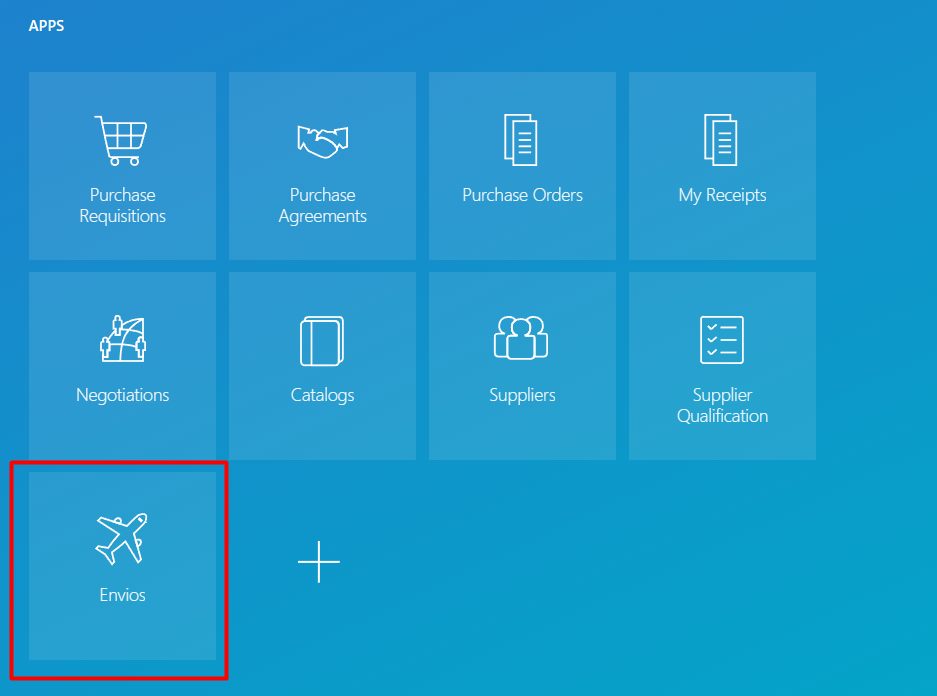 APPS
Purchase
Requisitions
Purchase
Agreements
Purchase Orders
My Receipts
Negotiations
Catalogs
Suppliers
Supplier
Qualification
Envios